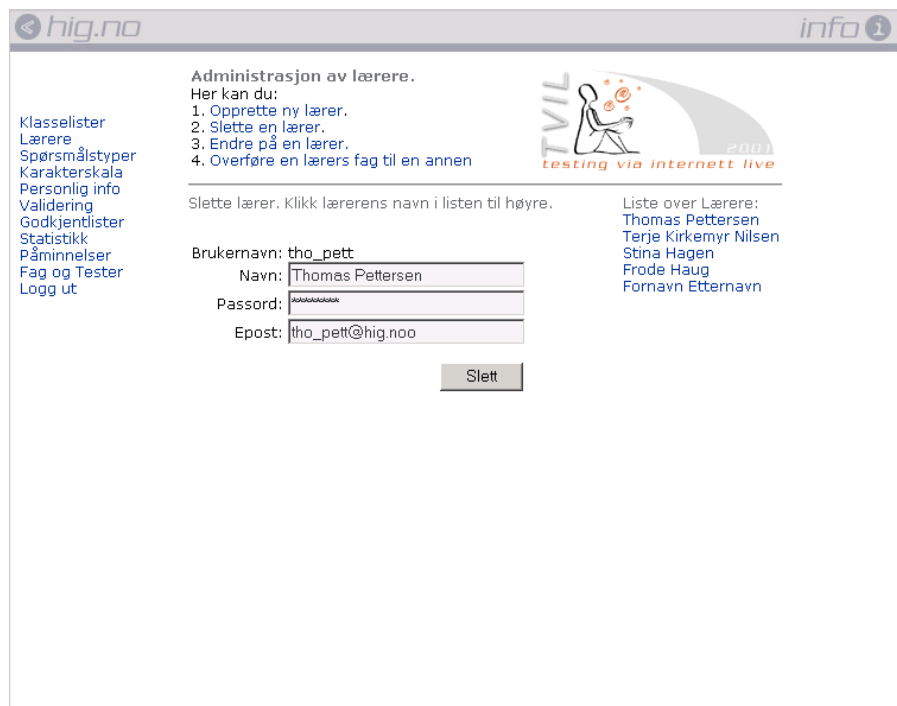 hig.no
info i
Administrasjon av lærere.
Her kan du:
1. Opprette ny lærer.
2. Slette en lærer.
3. Endre på en lærer.
4. Overføre en lærers fag til en annen
TVIL
2001
testing via internett live
Klasselister
Lærere
Spørsmålstyper
Karakterskala
Personlig info
Validering
Godkjentlister
Statistikk
Påminnelser
Fag og Tester
Logg ut
Slette lærer. Klikk lærerens navn i listen til høyre.
Brukernavn: tho_pett
Navn: Thomas Pettersen
Passord: ********
Epost: tho_pett@hig.noo
Slett
Liste over Lærere:
Thomas Pettersen
Terje Kirkemyr Nilsen
Stina Hagen
Frode Haug
Fornavn Etternavn